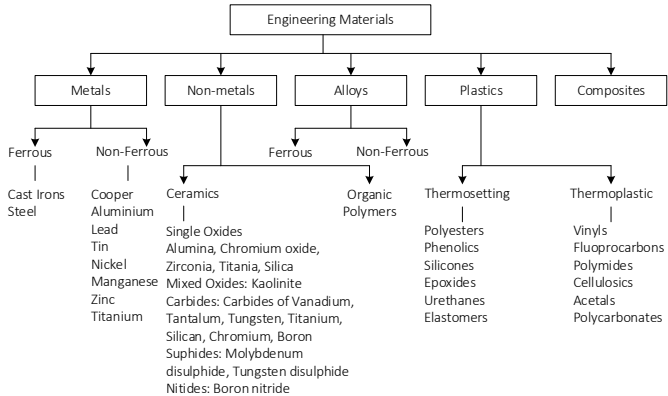 Engineering Materials
Metals
Non-metals
Alloys
Plastics
Composites
Ferrous
Non-Ferrous
Ferrous
Non-Ferrous
Cast Irons
Steel
Cooper
Aluminium
Lead
Tin
Nickel
Manganese
Zinc
Titanium
Ceramics
Single Oxides
Alumina, Chromium oxide,
Zirconia, Titania, Silica
Mixed Oxides: Kaolinite
Carbides: Carbides of Vanadium,
Tantalum, Tungsten, Titanium,
Silican, Chromium, Boron
Suphides: Molybdenum
disulphide, Tungsten disulphide
Nitides: Boron nitride
Organic
Polymers
Thermosetting
Polyesters
Phenolics
Silicones
Epoxides
Urethanes
Elastomers
Thermoplastic
Vinyls
Fluoprocarbons
Polymides
Cellulosics
Acetals
Polycarbonates